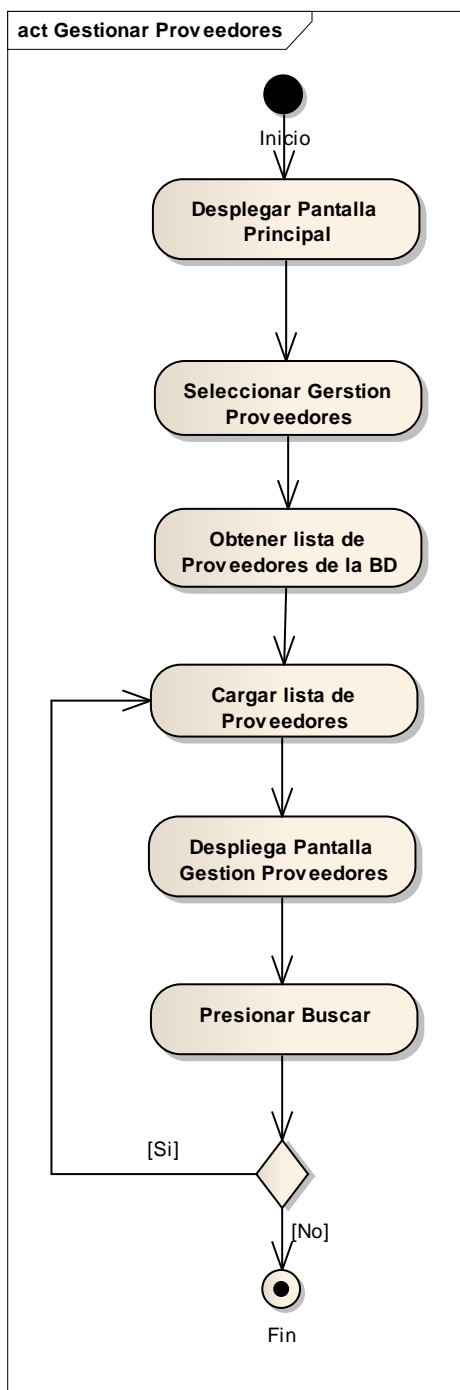 act Gestionar Proveedores
Inicio
Desplegar Pantalla
Principal
Seleccionar Gerstion
Proveedores
Obtener lista de
Proveedores de la BD
Cargar lista de
Proveedores
Despliega Pantalla
Gestion Proveedores
Presionar Buscar
[Si]
[No]
Fin